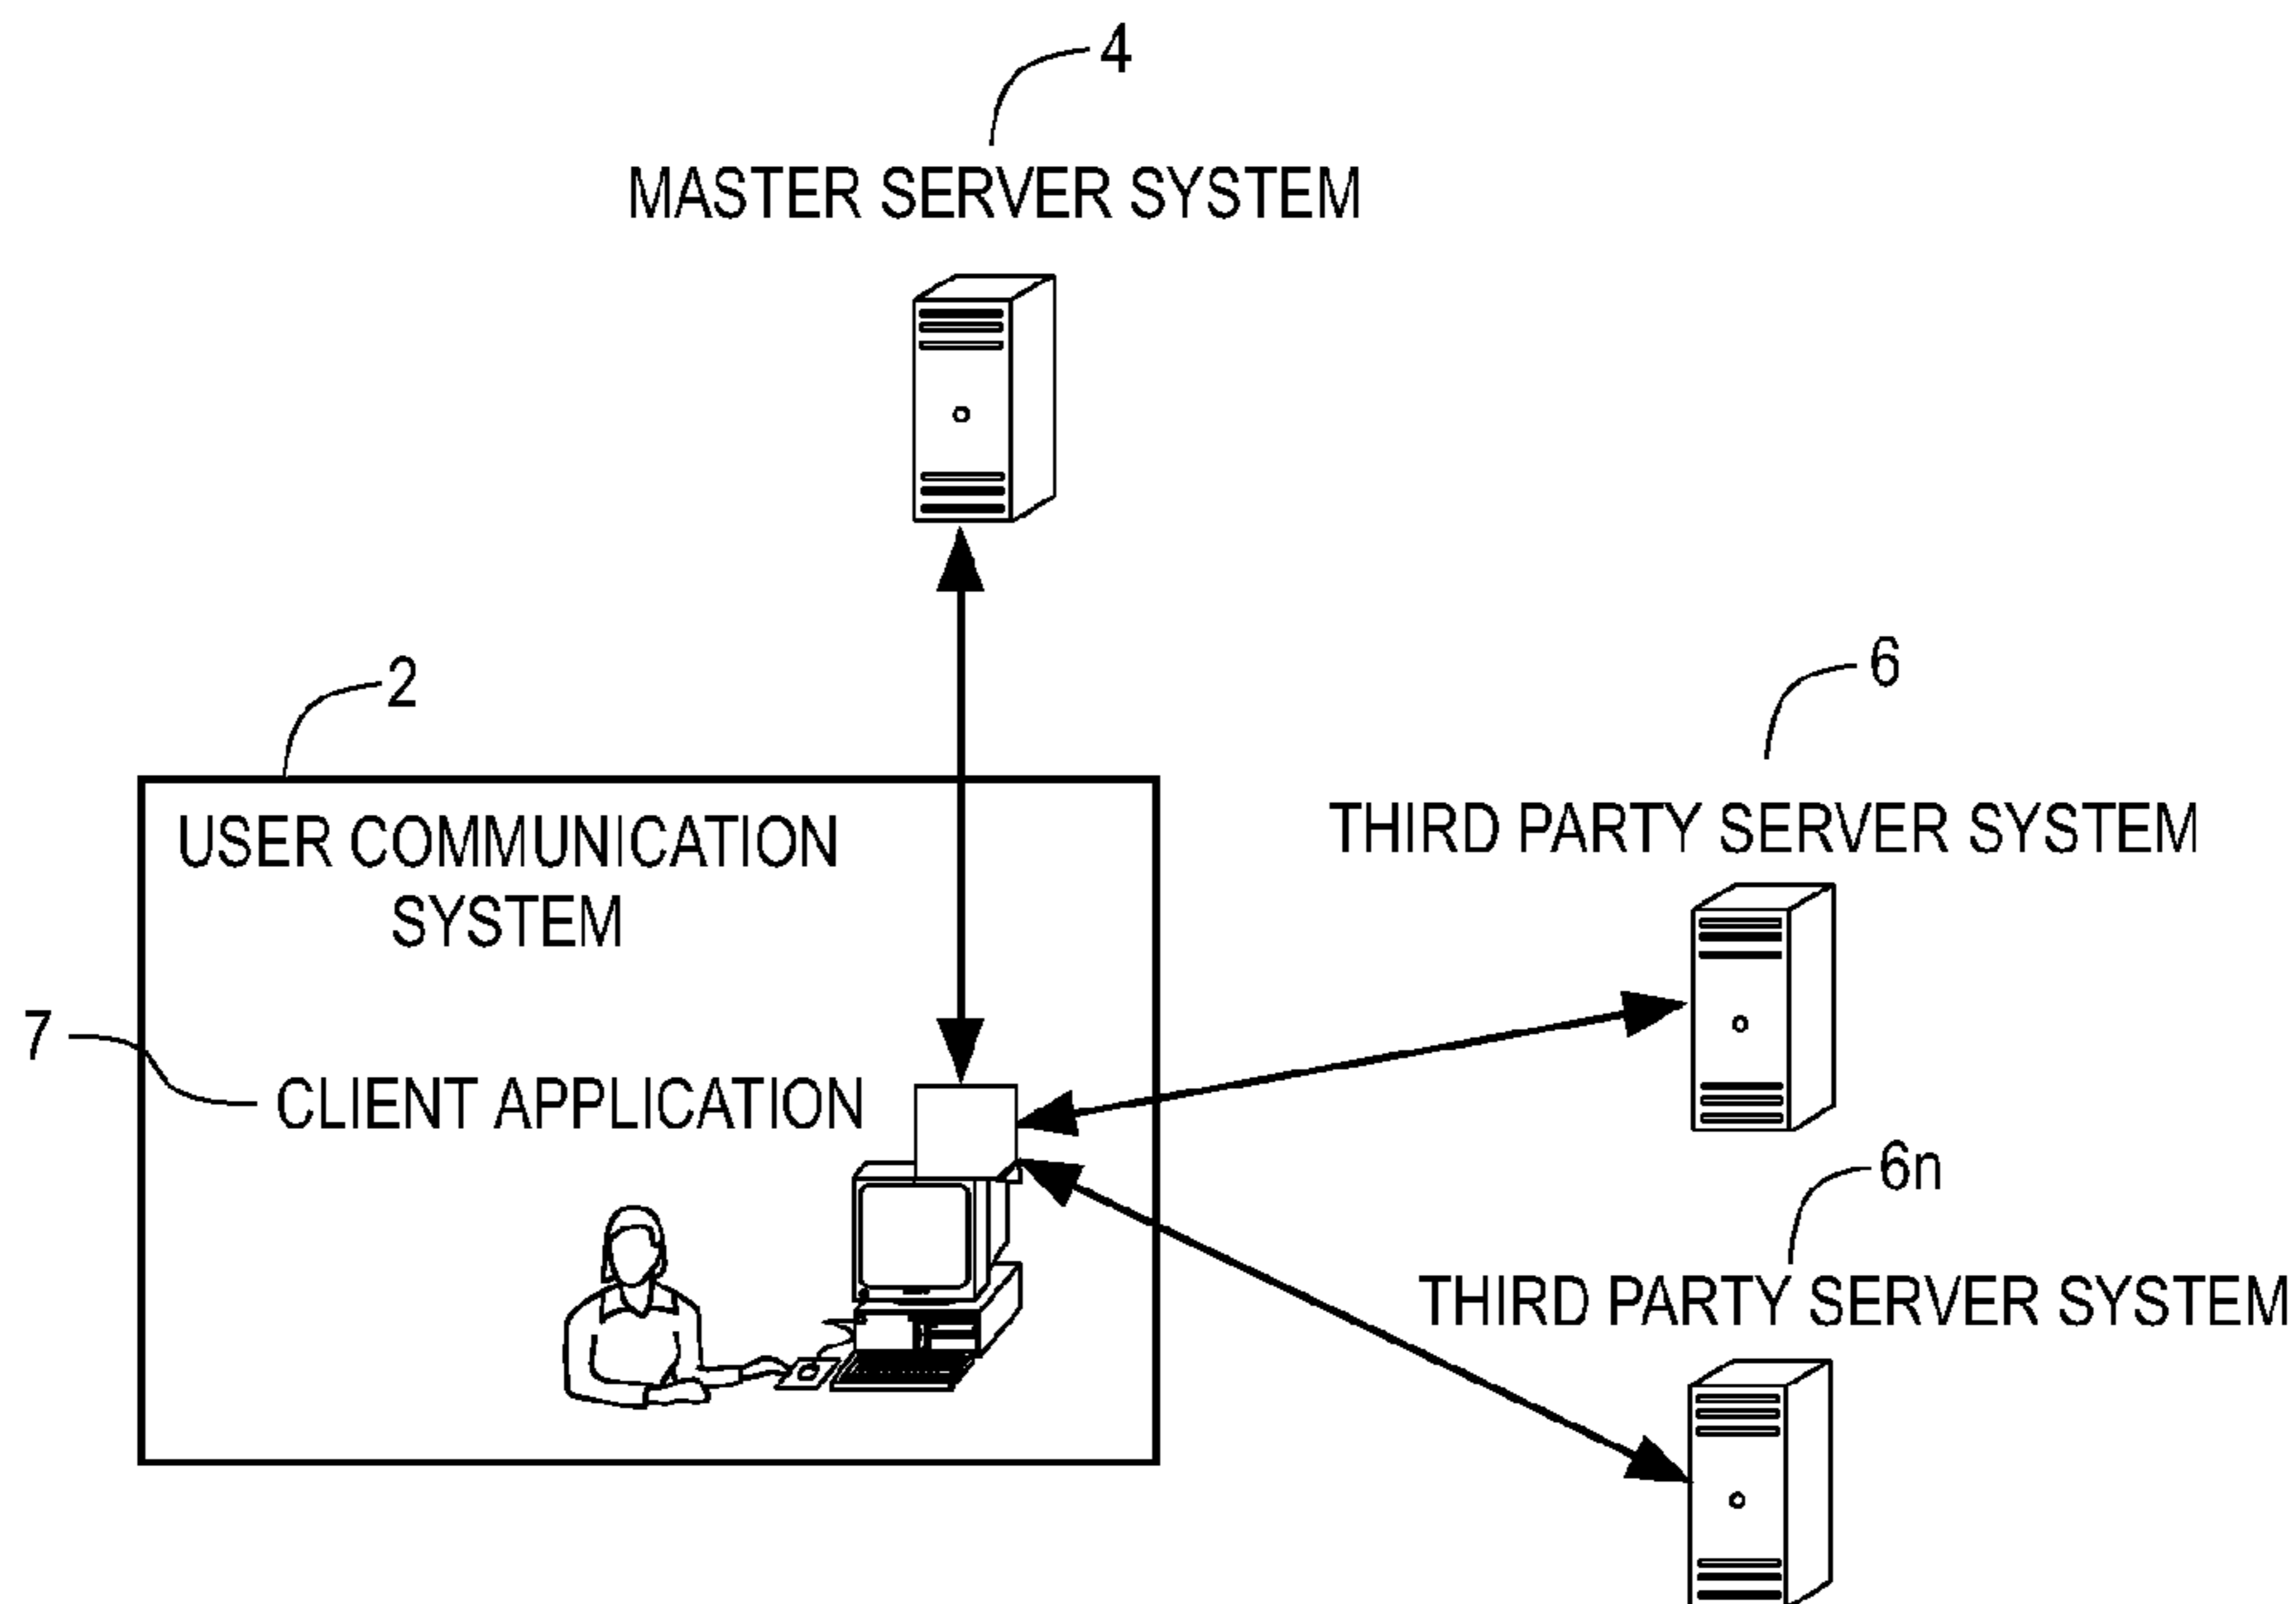 4
MASTER SERVER SYSTEM
2
6
USER COMMUNICATION
SYSTEM
THIRD PARTY SERVER SYSTEM
7
CLIENT APPLICATION
6n
THIRD PARTY SERVER SYSTEM